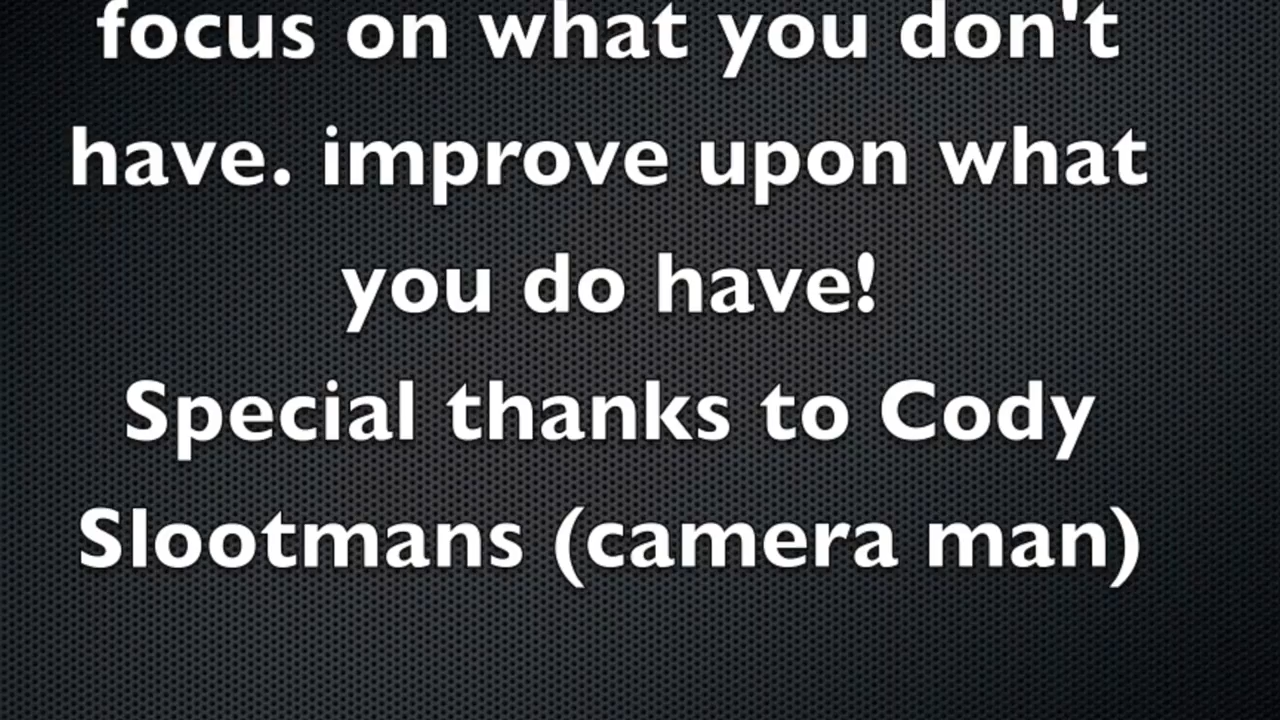 focus on what you don't
have. improve upon what
you do have!
Special thanks to Cody
Slootmans (camera man)